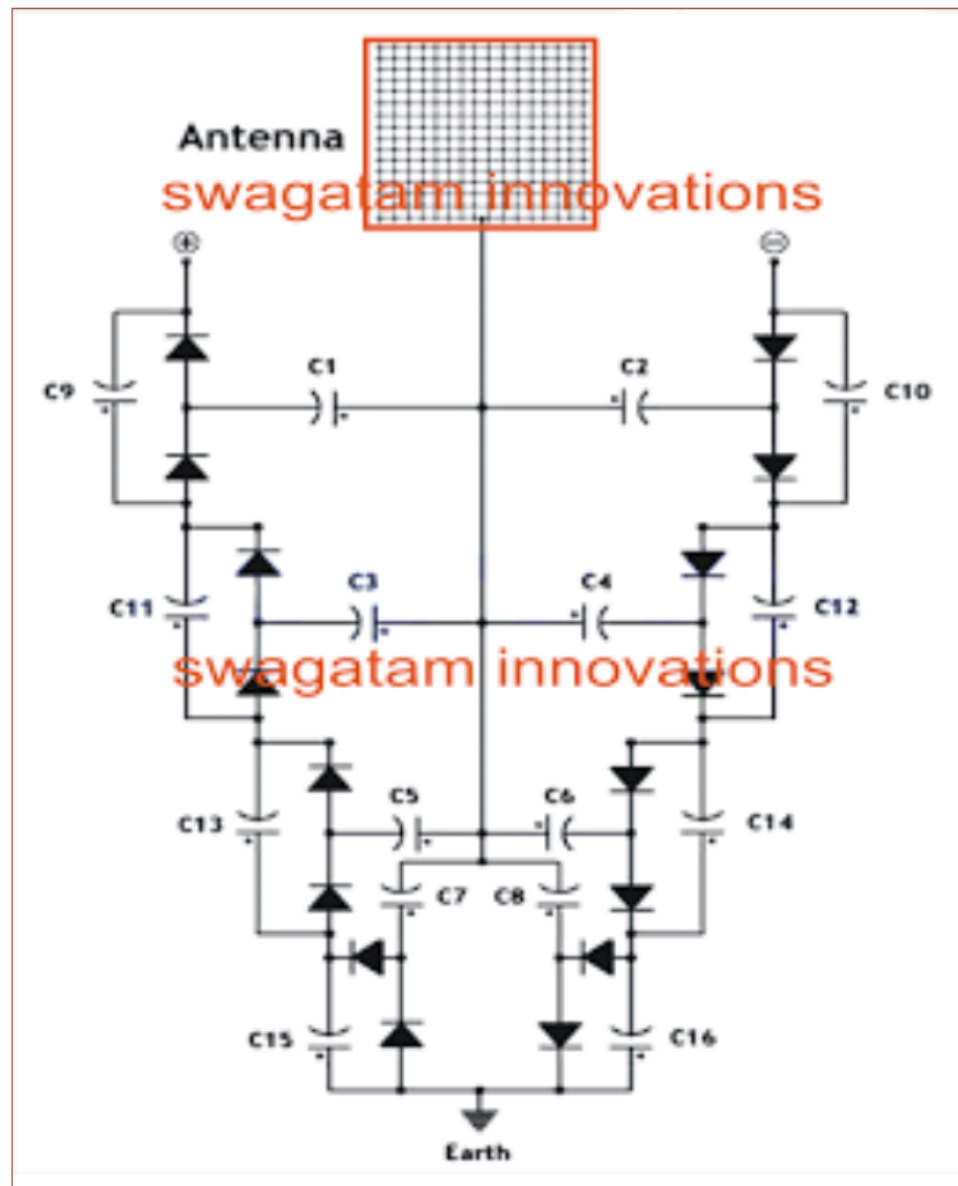 Antenna
swagatam innovations
+
−
C1
C2
C9
C10
C3
C4
C11
C12
swagatam innovations
C5
C6
C13
C14
C7
C8
C15
C16
Earth